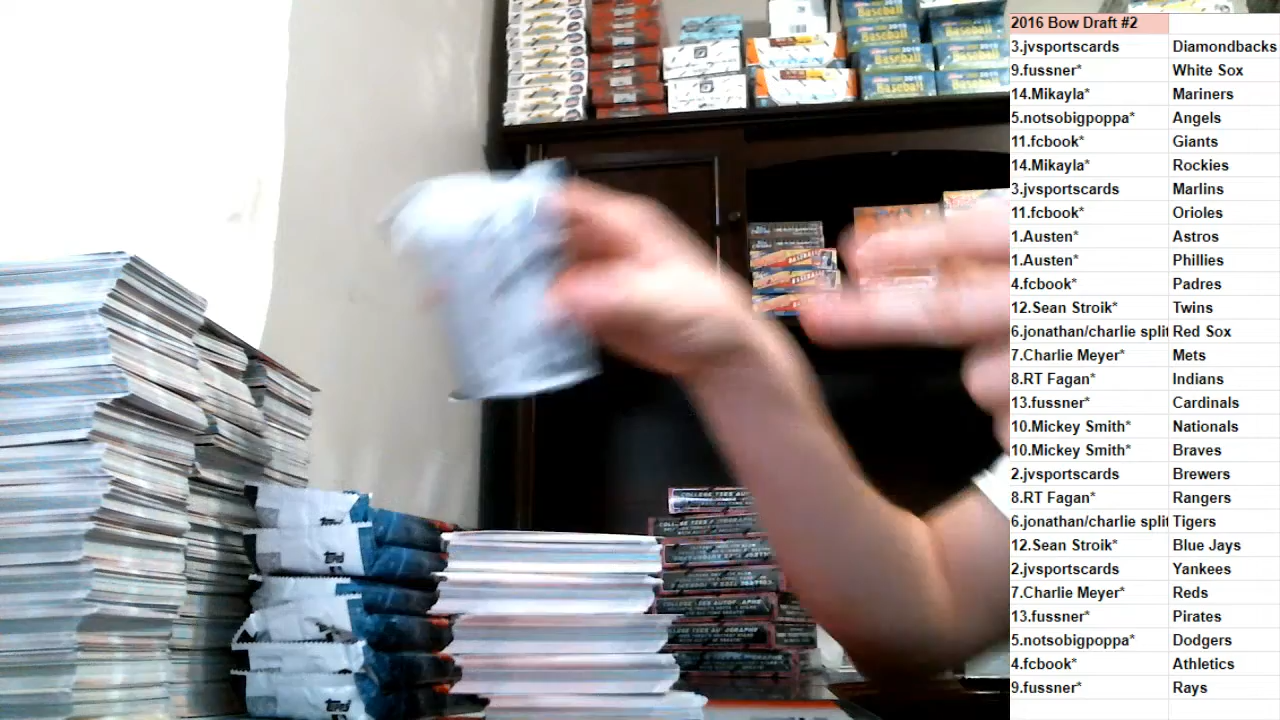 2016 Bow Draft #2
3.jvsportscards Diamondbacks
9.fussner* White Sox
14.Mikayla* Mariners
5.notsobigpoppa* Angels
11.fcbook* Giants
14.Mikayla* Rockies
3.jvsportscards Marlins
11.fcbook* Orioles
1.Austen* Astros
1.Austen* Phillies
4.fcbook* Padres
12.Sean Stroik* Twins
6.jonathan/charlie split Red Sox
7.Charlie Meyer* Mets
8.RT Fagan* Indians
13.fussner* Cardinals
10.Mickey Smith* Nationals
10.Mickey Smith* Braves
2.jvsportscards Brewers
8.RT Fagan* Rangers
6.jonathan/charlie split Tigers
12.Sean Stroik* Blue Jays
2.jvsportscards Yankees
7.Charlie Meyer* Reds
13.fussner* Pirates
5.notsobigpoppa* Dodgers
4.fcbook* Athletics
9.fussner* Rays
Baseball
Baseball
Topps
Topps